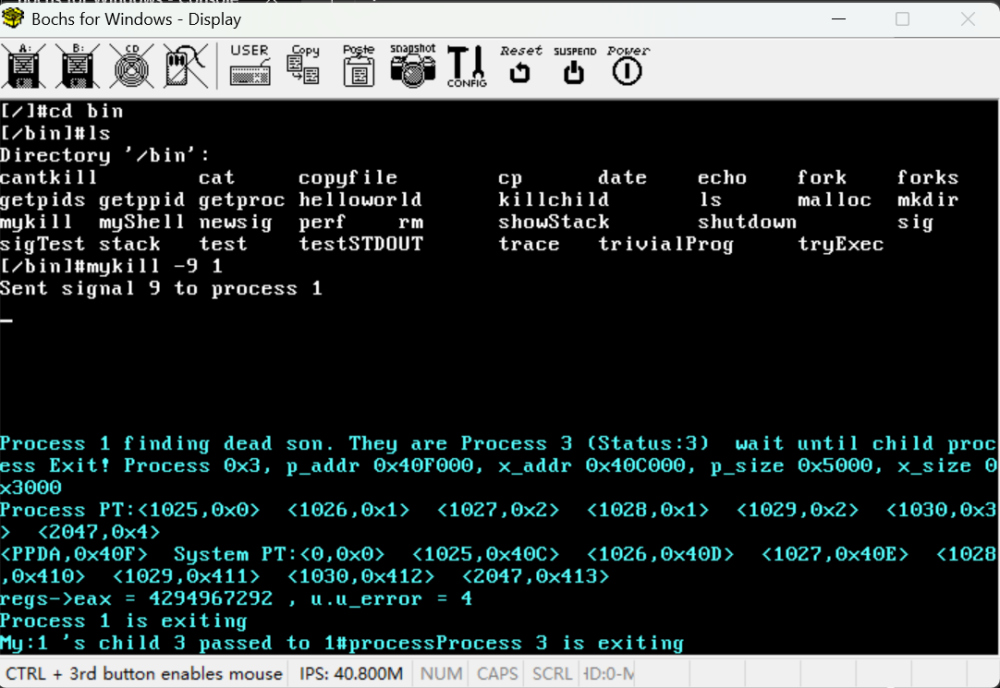 Bochs for Windows - Display
A: B: CD USER Copy Paste snapshot CONFIG Reset SUSPEND Power
[/]#cd bin
[/bin]#ls
Directory '/bin':
cantkill cat copyfile cp date echo fork forks
getpids getppid getproc helloworld killchild ls malloc mkdir
mykill myShell newsig perf rm showStack shutdown sig
sigTest stack test testSTDOUT trace trivialProg tryExec
[/bin]#mykill -9 1
Sent signal 9 to process 1
_
Process 1 finding dead son. They are Process 3 (Status:3)  wait until child proc
ess Exit! Process 0x3, p_addr 0x40F000, x_addr 0x40C000, p_size 0x5000, x_size 0
x3000
Process PT:<1025,0x0>  <1026,0x1>  <1027,0x2>  <1028,0x1>  <1029,0x2>  <1030,0x3
>  <2047,0x4>
<PPDA,0x40F>  System PT:<0,0x0>  <1025,0x40C>  <1026,0x40D>  <1027,0x40E>  <1028
,0x410>  <1029,0x411>  <1030,0x412>  <2047,0x413>
regs->eax = 4294967292 , u.u_error = 4
Process 1 is exiting
My:1 's child 3 passed to 1#processProcess 3 is exiting
CTRL + 3rd button enables mouse IPS: 40.800M NUM CAPS SCRL HD:0-M